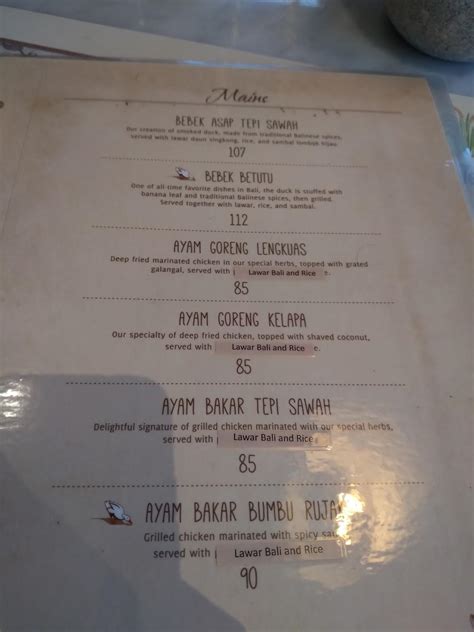 Mains
BEBEK ASAP TEPI SAWAH
Our creation of smoked duck, made from traditional Balinese spices,
served with lawar daun singkong, rice, and sambal lombok hijau
107
BEBEK BETUTU
One of all-time favorite dishes in Bali, the duck is stuffed with
banana leaf and traditional Balinese spices, then grilled.
Served together with lawar, rice, and sambal.
112
AYAM GORENG LENGKUAS
Deep fried marinated chicken in our special herbs, topped with grated
galangal, served with Lawar Bali and Rice e.
85
AYAM GORENG KELAPA
Our specialty of deep fried chicken, topped with shaved coconut,
served with Lawar Bali and Rice e.
85
AYAM BAKAR TEPI SAWAH
Delightful signature of grilled chicken marinated with our special herbs,
served with Lawar Bali and Rice
85
AYAM BAKAR BUMBU RUJAK
Grilled chicken marinated with spicy
served with Lawar Bali and Rice
90